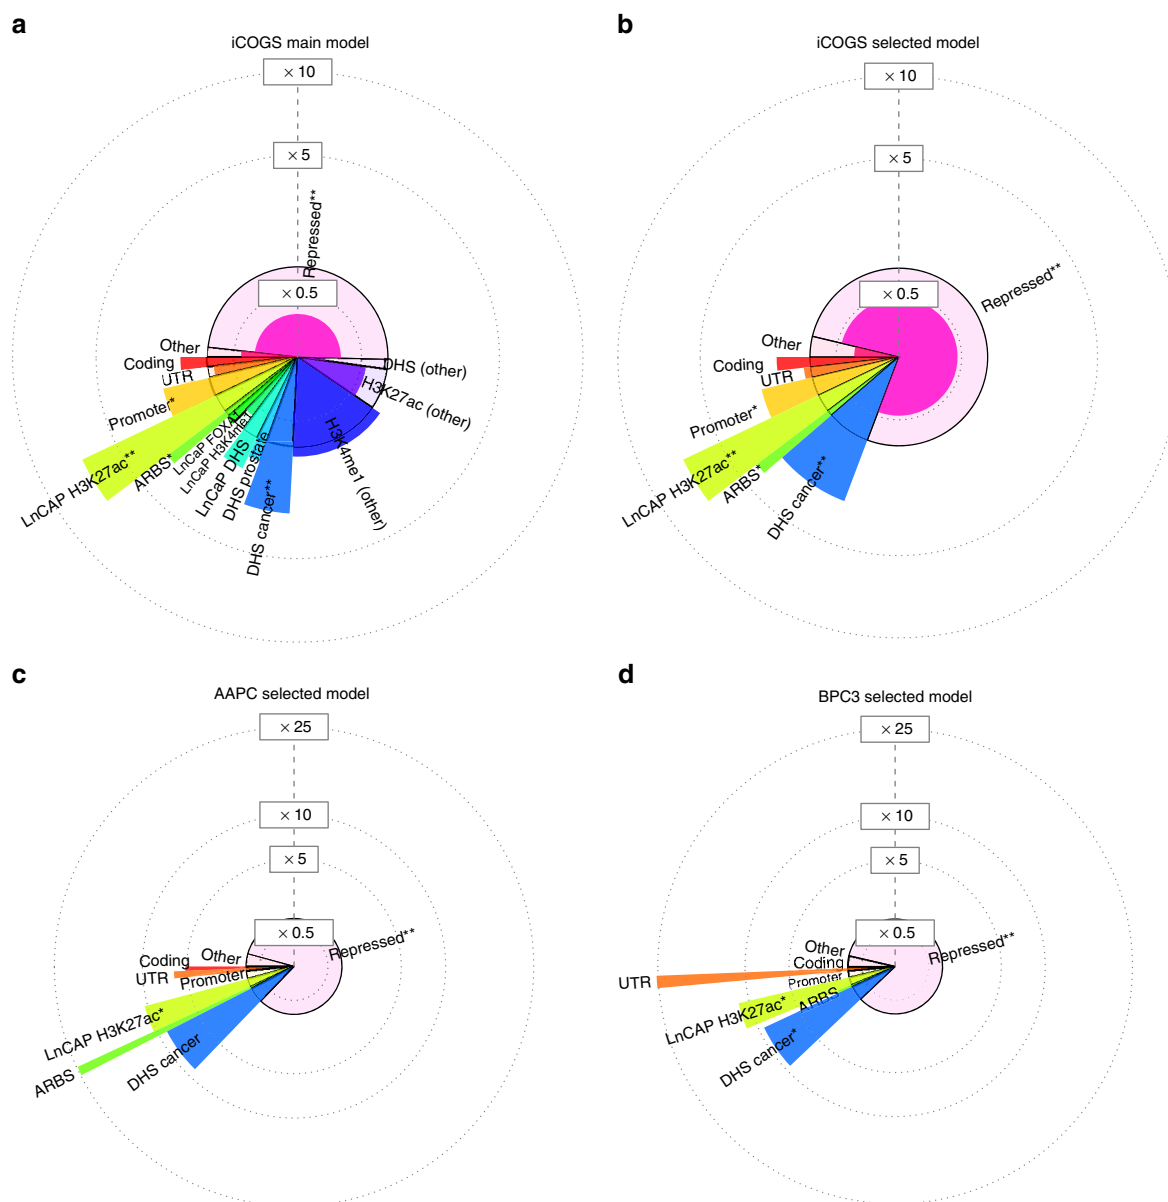 a
iCOGS main model
× 10
× 5
Repressed**
× 0.5
Other
Coding
UTR
Promoter*
LnCAP H3K27ac**
ARBS*
LnCaP FOXA1
LnCaP H3K4me1
LnCaP DHS
DHS prostate
DHS cancer**
H3K4me1 (other)
H3K27ac (other)
DHS (other)
b
iCOGS selected model
× 10
× 5
Repressed**
× 0.5
Other
Coding
UTR
Promoter*
LnCAP H3K27ac**
ARBS*
DHS cancer**
c
AAPC selected model
× 25
× 10
× 5
× 0.5
Repressed**
Other
Coding
UTR
Promoter
LnCAP H3K27ac*
ARBS
DHS cancer
d
BPC3 selected model
× 25
× 10
× 5
× 0.5
Repressed**
Other
Coding
UTR
Promoter
ARBS
LnCAP H3K27ac*
DHS cancer*